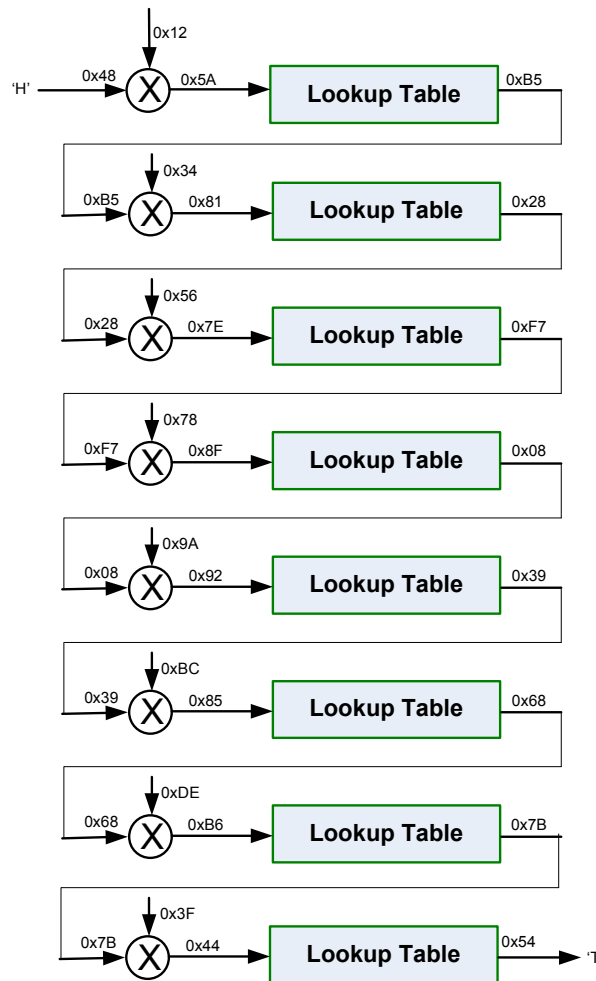 0x12
'H' 0x48 X 0x5A Lookup Table 0xB5
0x34
0xB5 X 0x81 Lookup Table 0x28
0x56
0x28 X 0x7E Lookup Table 0xF7
0x78
0xF7 X 0x8F Lookup Table 0x08
0x9A
0x08 X 0x92 Lookup Table 0x39
0xBC
0x39 X 0x85 Lookup Table 0x68
0xDE
0x68 X 0xB6 Lookup Table 0x7B
0x3F
0x7B X 0x44 Lookup Table 0x54 'T